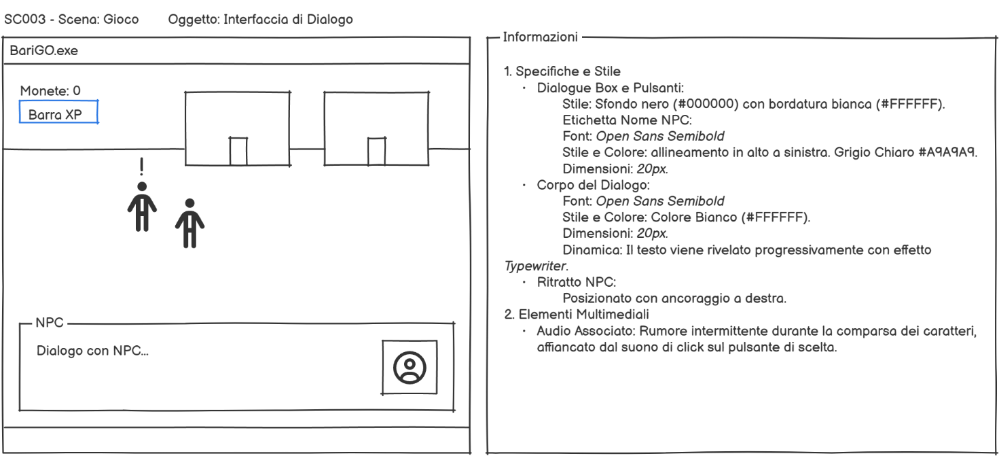 SC003 - Scena: Gioco Oggetto: Interfaccia di Dialogo
BariGO.exe
Monete: 0
Barra XP
!
NPC
Dialogo con NPC...
Informazioni
1. Specifiche e Stile
• Dialogue Box e Pulsanti:
Stile: Sfondo nero (#000000) con bordatura bianca (#FFFFFF).
Etichetta Nome NPC:
Font: Open Sans Semibold
Stile e Colore: allineamento in alto a sinistra. Grigio Chiaro #A9A9A9.
Dimensioni: 20px.
• Corpo del Dialogo:
Font: Open Sans Semibold
Stile e Colore: Colore Bianco (#FFFFFF).
Dimensioni: 20px.
Dinamica: Il testo viene rivelato progressivamente con effetto
Typewriter.
• Ritratto NPC:
Posizionato con ancoraggio a destra.
2. Elementi Multimediali
• Audio Associato: Rumore intermittente durante la comparsa dei caratteri,
affiancato dal suono di click sul pulsante di scelta.